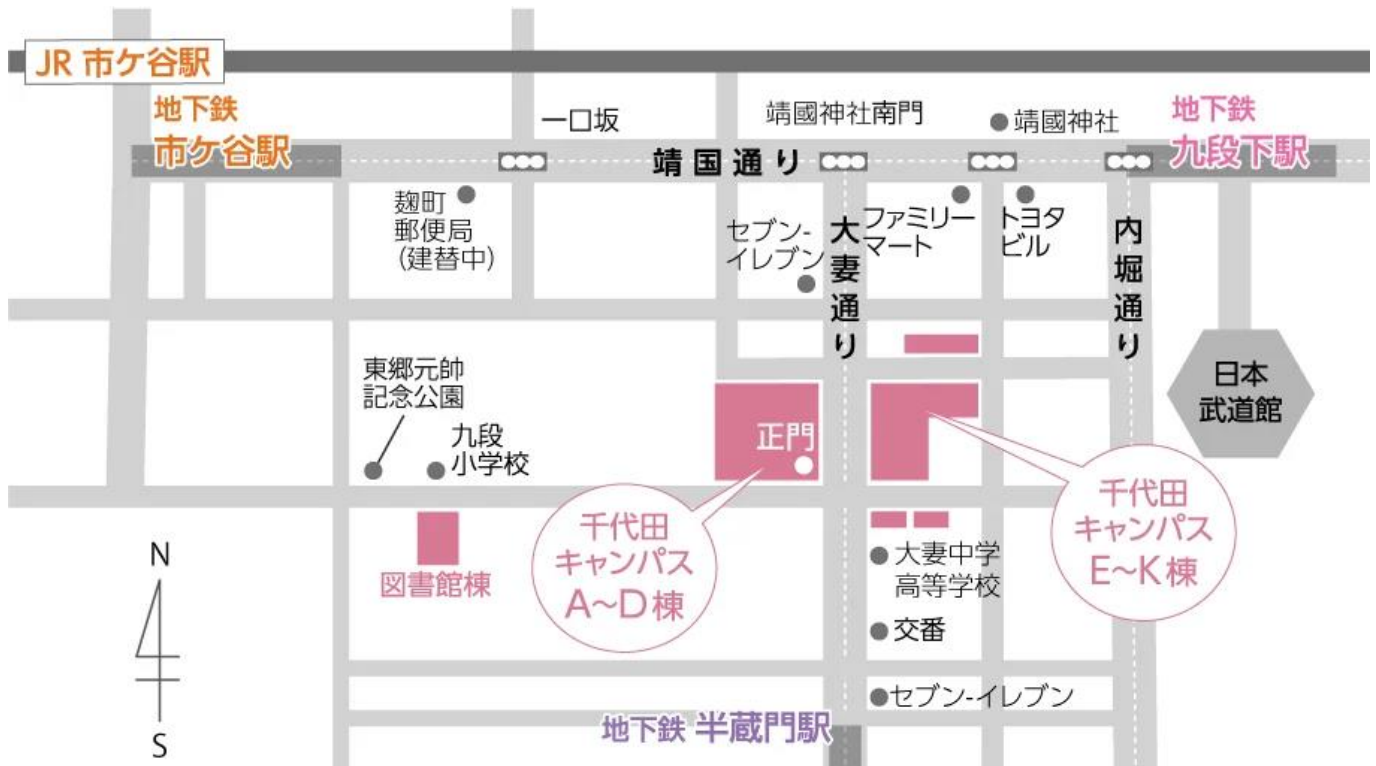 JR 市ケ谷駅
地下鉄
市ケ谷駅
一口坂
靖国通り
靖國神社南門
靖國神社
地下鉄
九段下駅
麹町
郵便局
(建替中)
セブン-
イレブン
大妻通り
ファミリー
マート
トヨタ
ビル
内堀通り
日本
武道館
東郷元帥
記念公園
九段
小学校
正門
千代田
キャンパス
A〜D棟
千代田
キャンパス
E〜K棟
図書館棟
大妻中学
高等学校
交番
セブン-イレブン
地下鉄 半蔵門駅
N
S